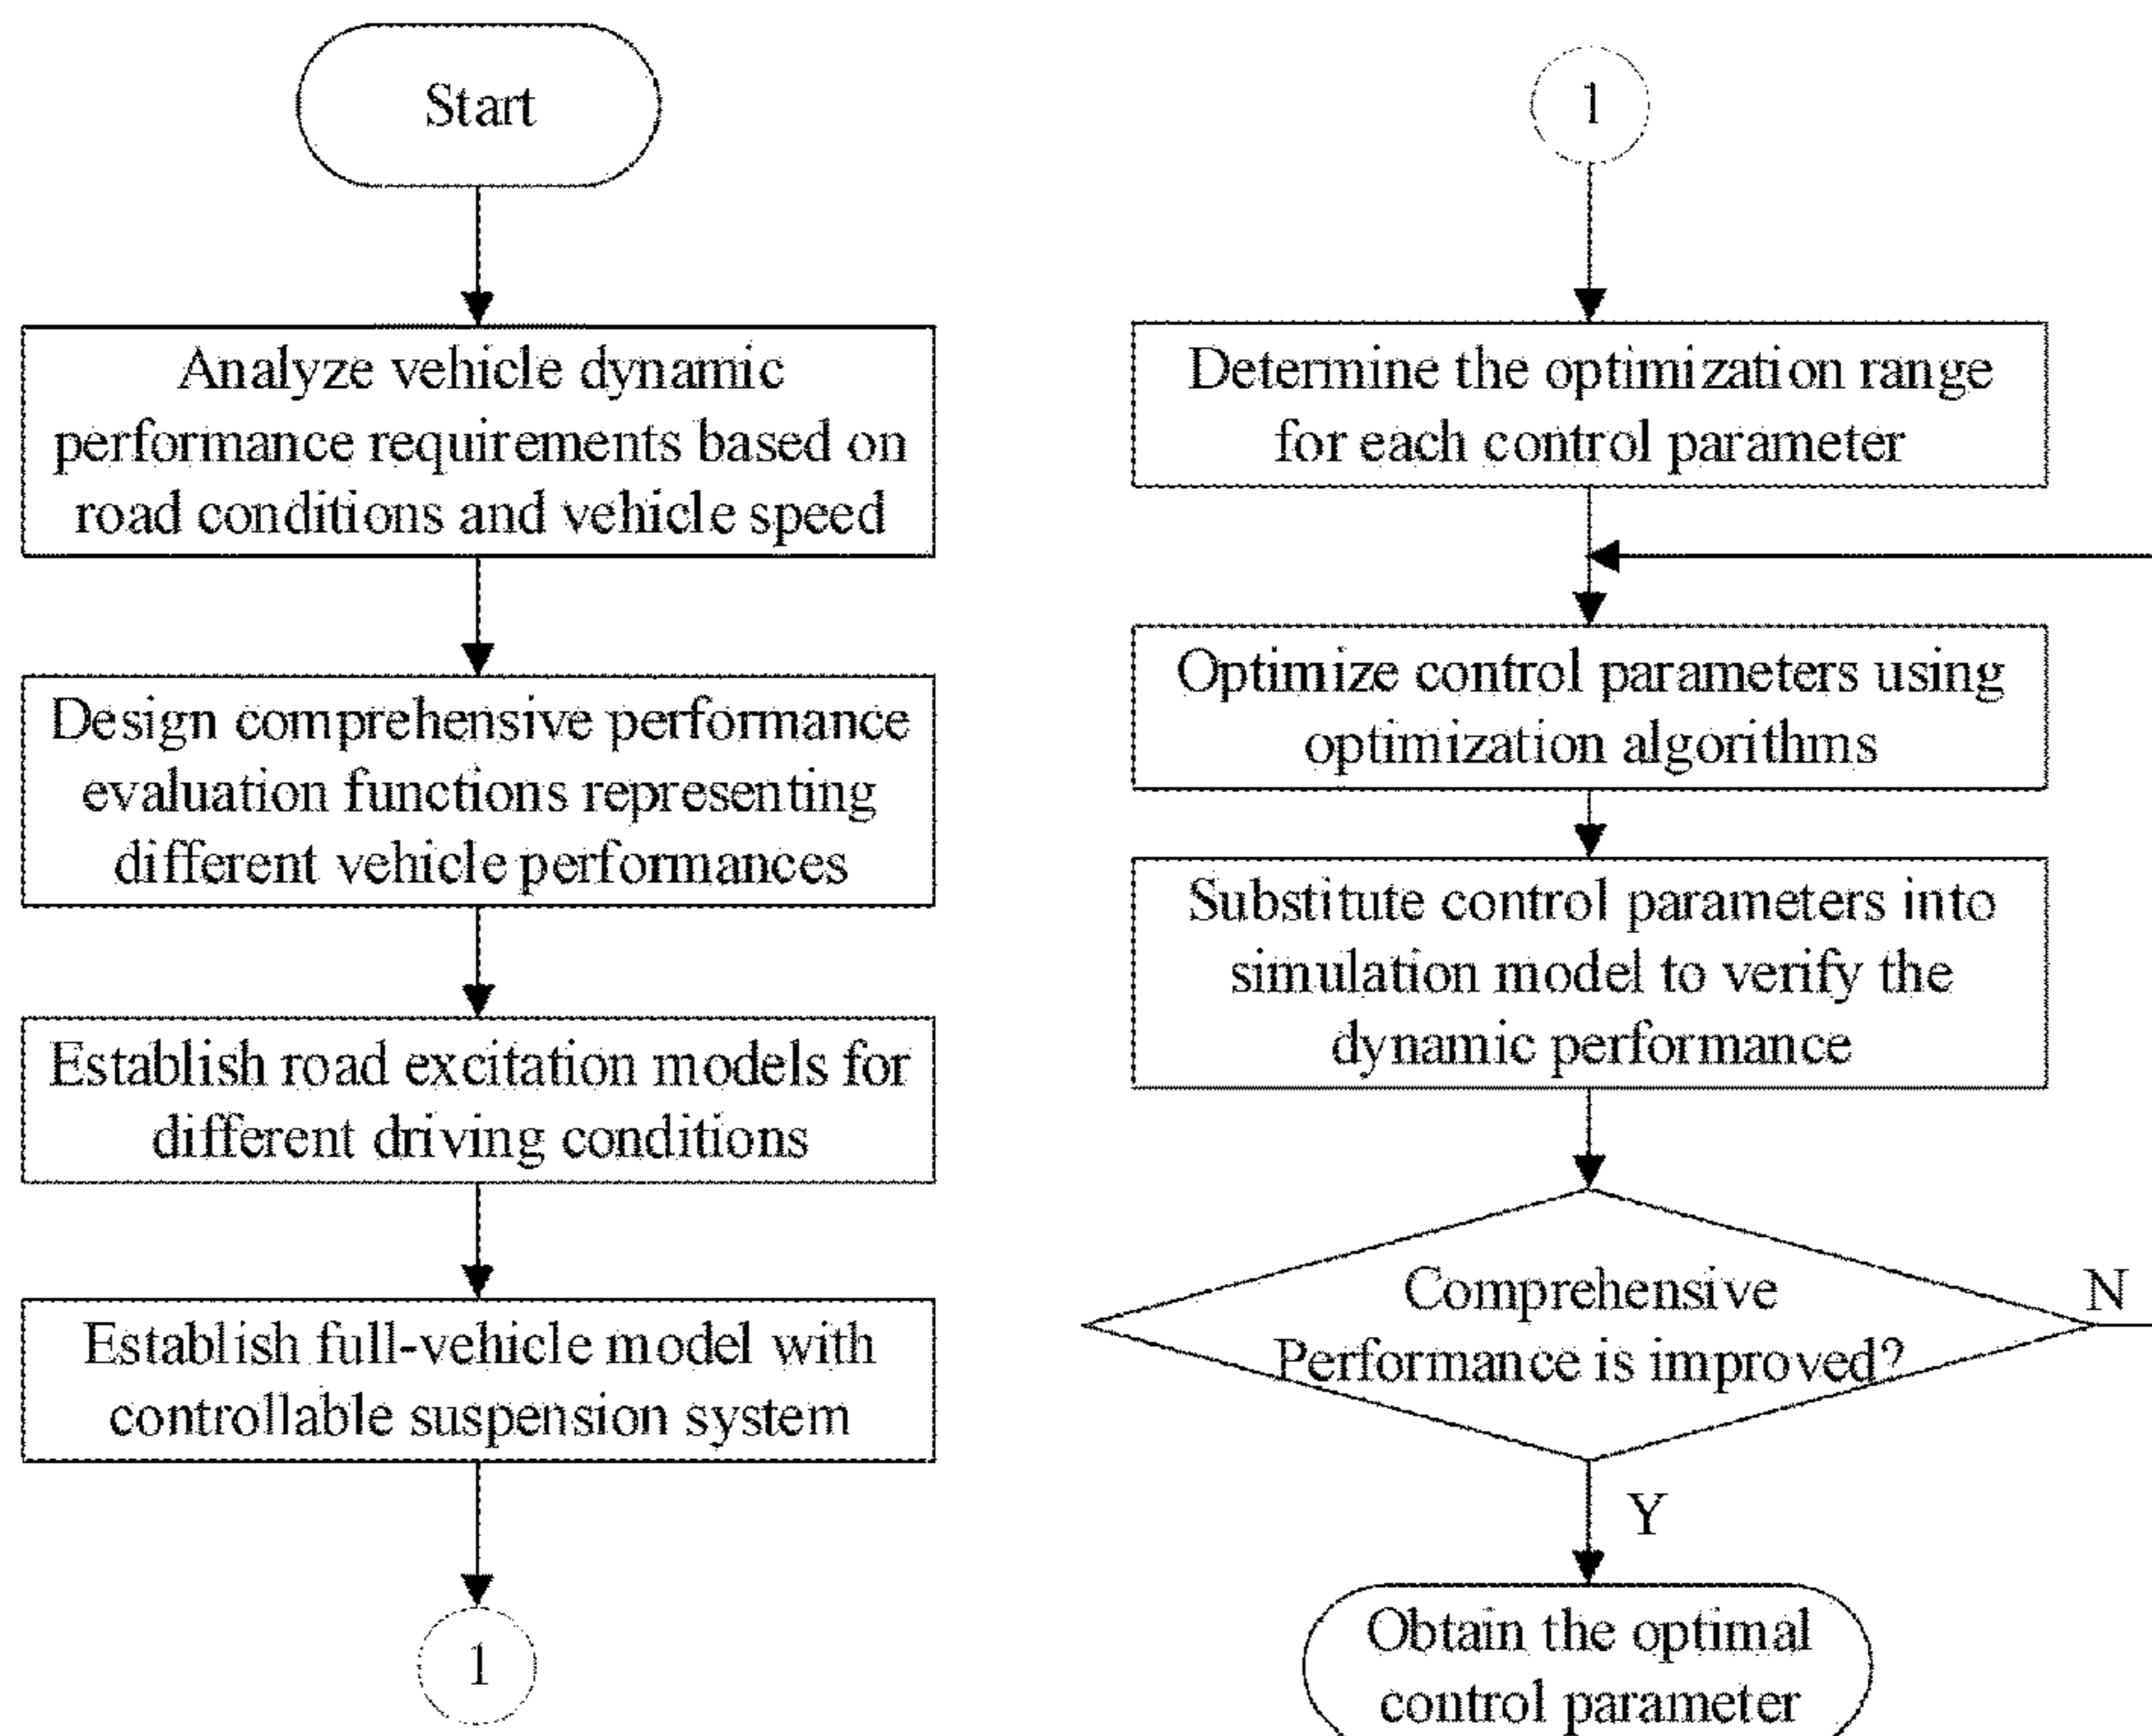 Start
Analyze vehicle dynamic
performance requirements based on
road conditions and vehicle speed
Design comprehensive performance
evaluation functions representing
different vehicle performances
Establish road excitation models for
different driving conditions
Establish full-vehicle model with
controllable suspension system
1
1
Determine the optimization range
for each control parameter
Optimize control parameters using
optimization algorithms
Substitute control parameters into
simulation model to verify the
dynamic performance
Comprehensive
Performance is improved?
N
Y
Obtain the optimal
control parameter